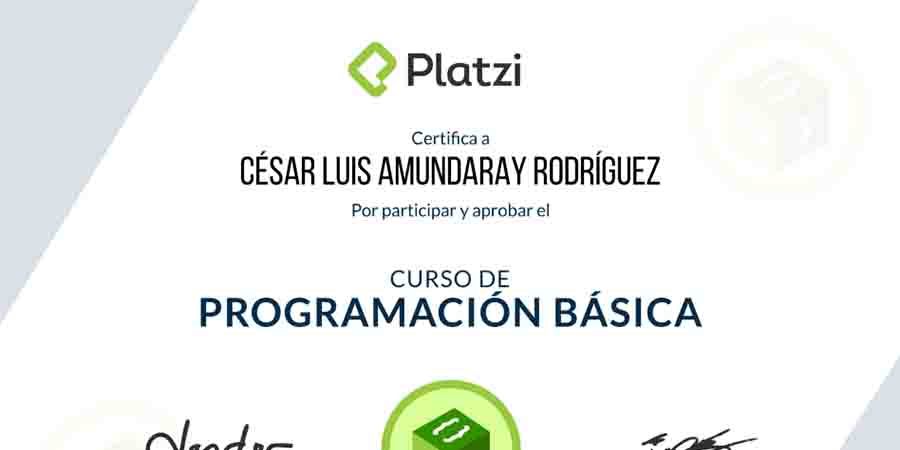 Platzi
Certifica a
CÉSAR LUIS AMUNDARAY RODRÍGUEZ
Por participar y aprobar el
CURSO DE
PROGRAMACIÓN BÁSICA